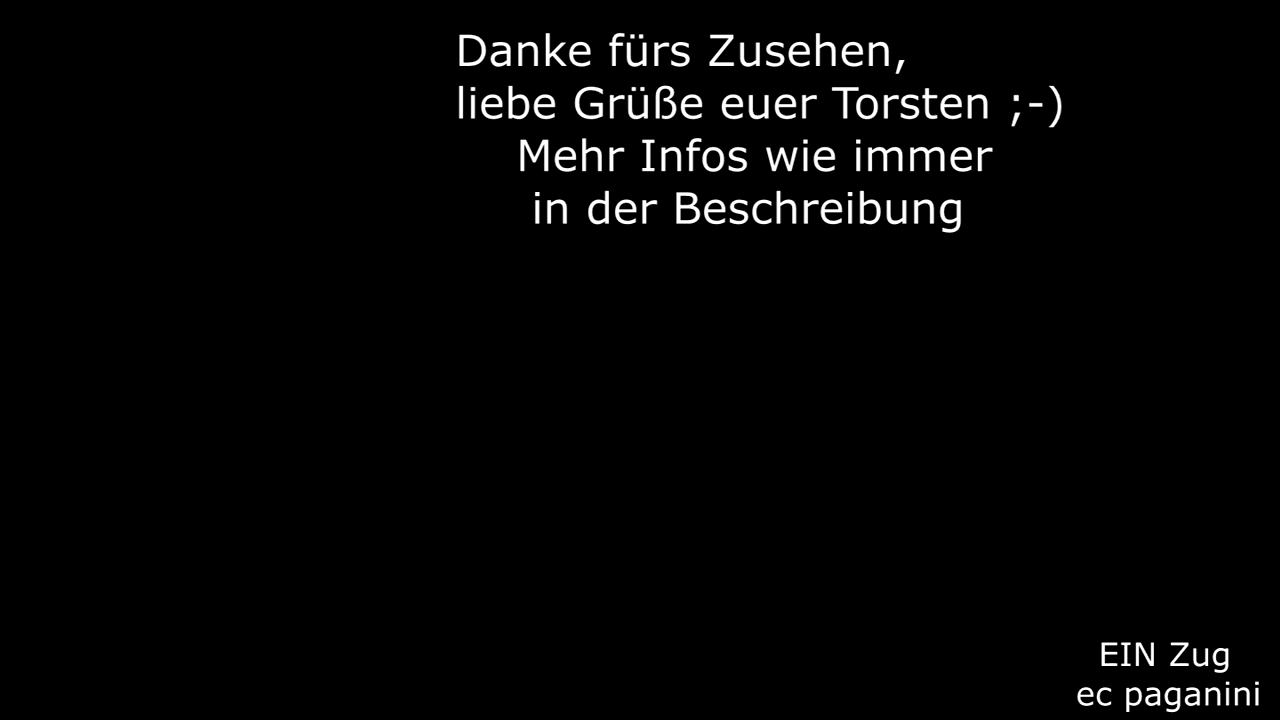 Danke fürs Zusehen,
liebe Grüße euer Torsten ;-)
Mehr Infos wie immer
in der Beschreibung
EIN Zug
ec paganini